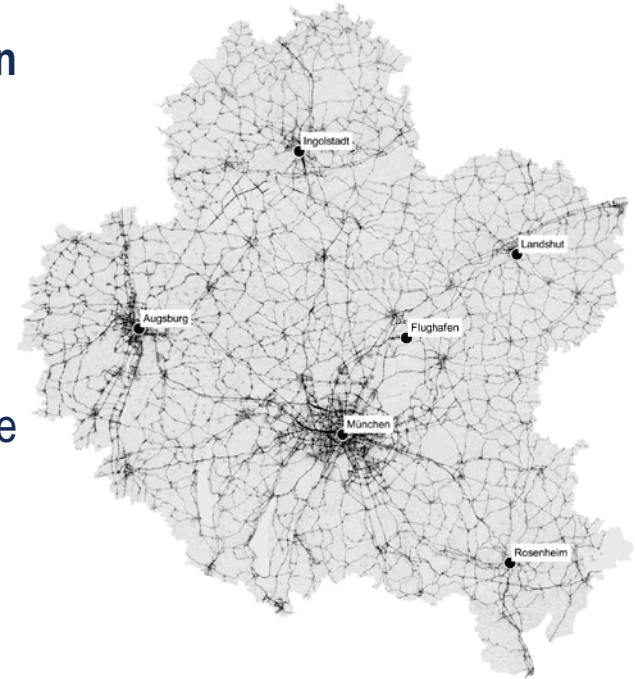 n
Ingolstadt
Landshut
Augsburg
Flughafen
München
e
Rosenheim